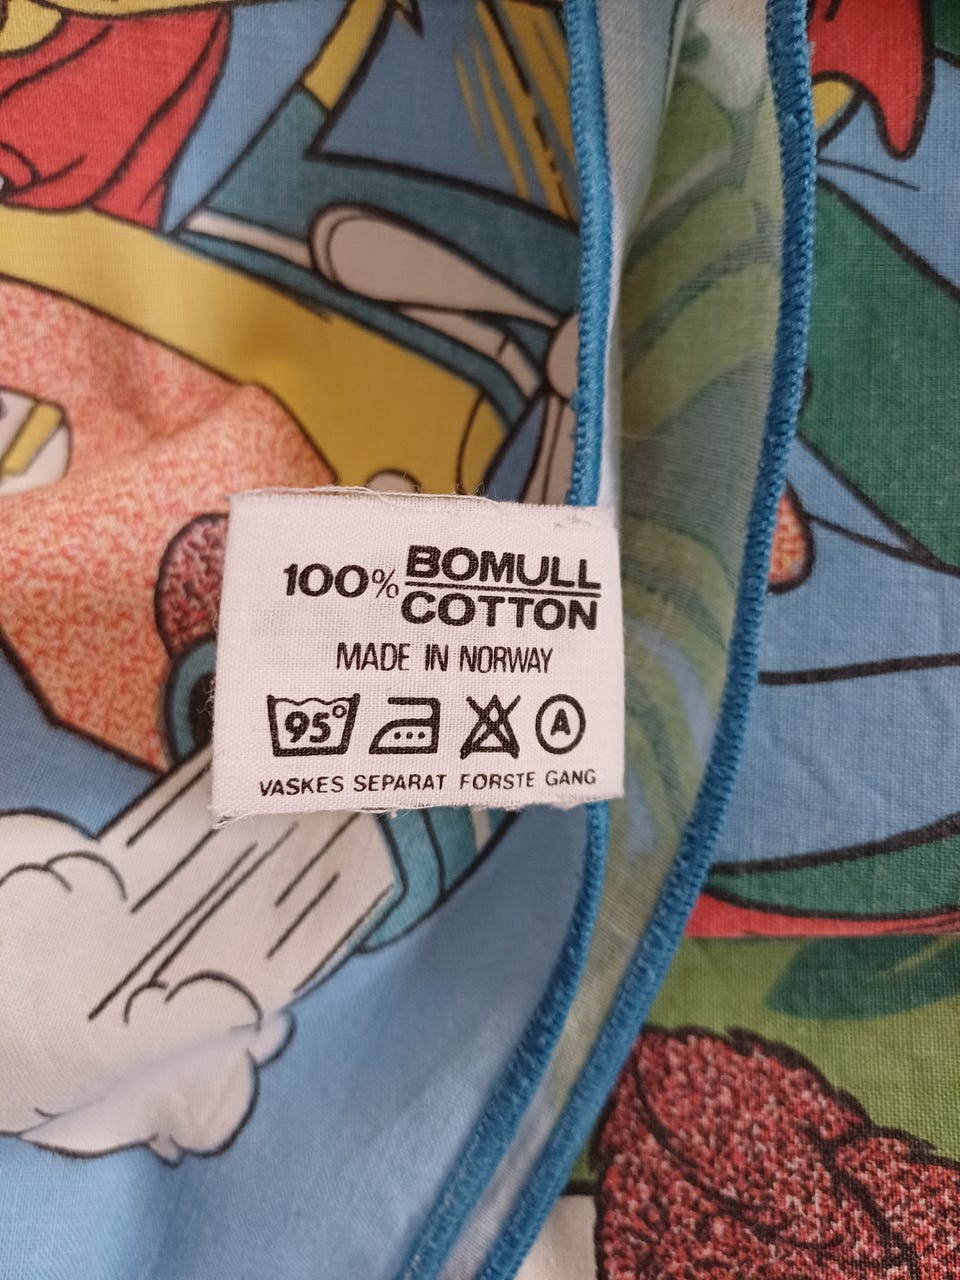 100% BOMULL
COTTON
MADE IN NORWAY
95° A
VASKES SEPARAT FØRSTE GANG